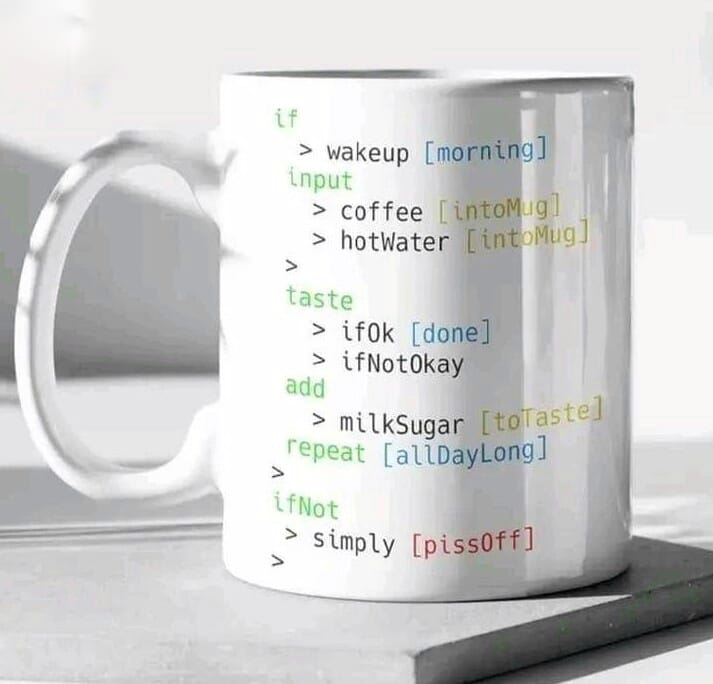 if
> wakeup [morning]
input
> coffee [intoMug]
> hotWater [intoMug]
>
taste
> ifOk [done]
> ifNotOkay
add
> milkSugar [toTaste]
repeat [allDayLong]
>
ifNot
> simply [pissOff]
>